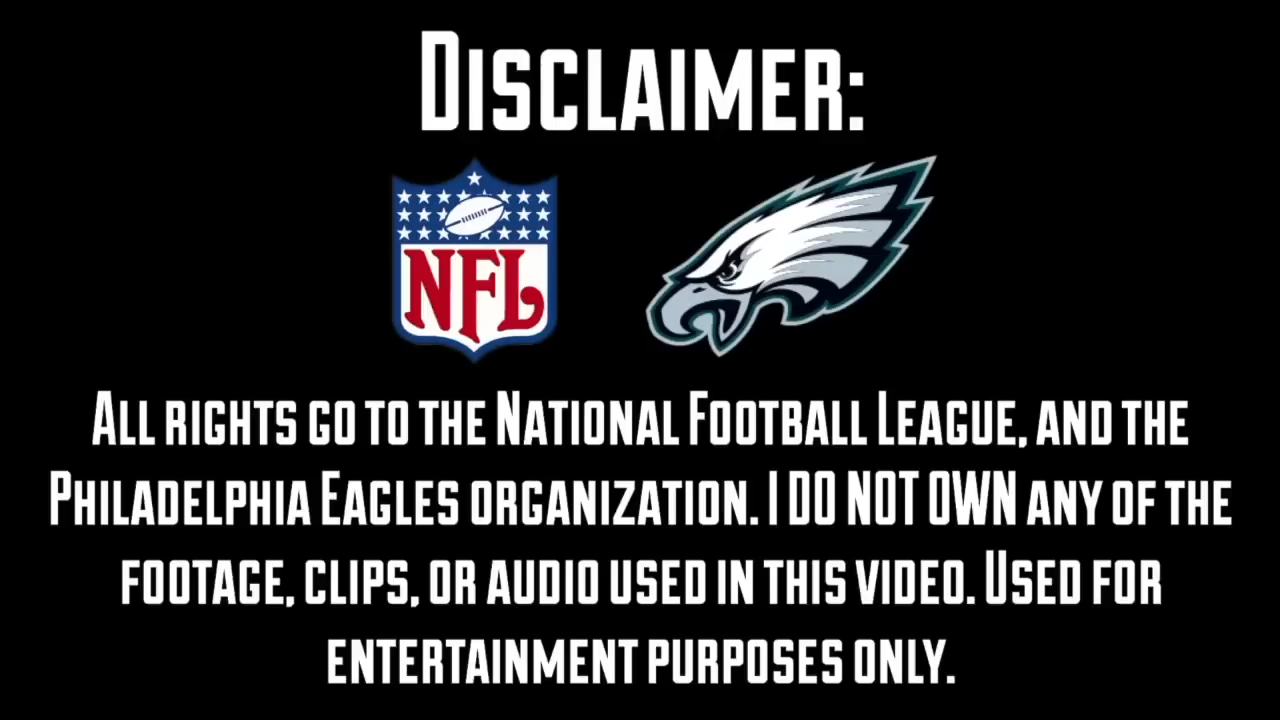 Disclaimer:
NFL
All rights go to the National Football League, and the
Philadelphia Eagles organization. I DO NOT OWN any of the
footage, clips, or audio used in this video. Used for
entertainment purposes only.